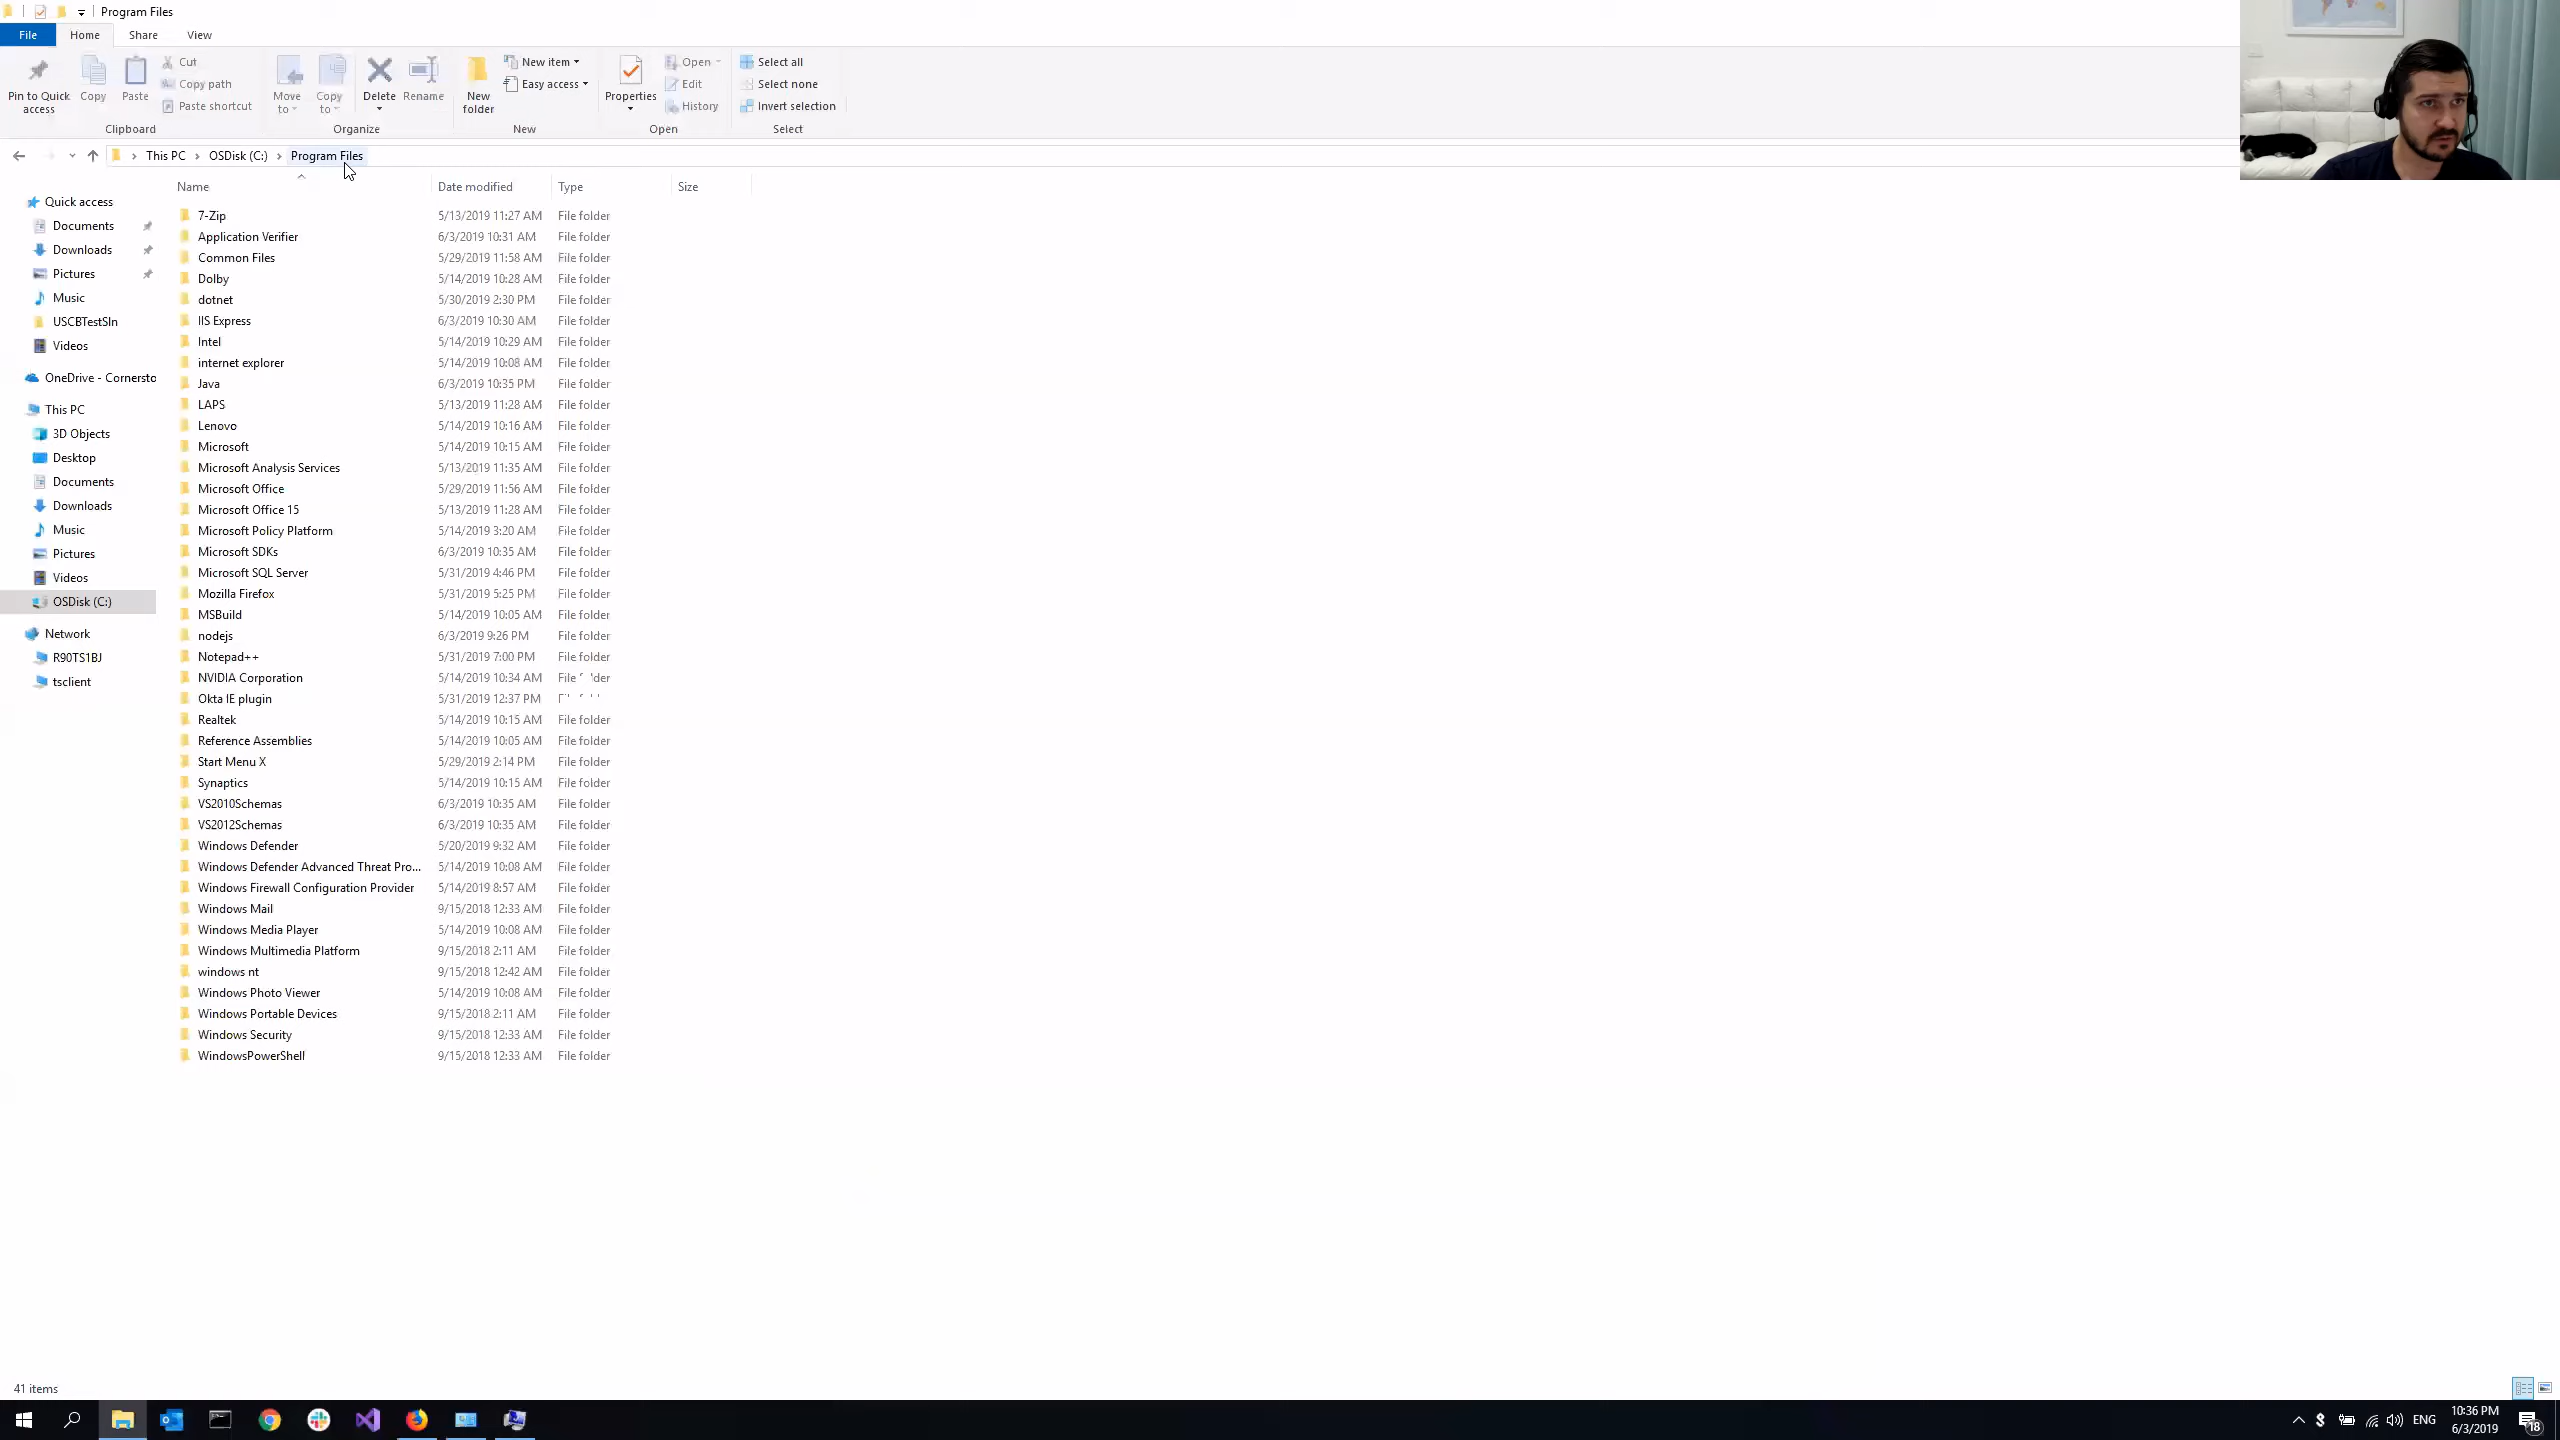 Program Files
File Home Share View
Pin to Quick access
Copy
Paste
Cut
Copy path
Paste shortcut
Clipboard
Move to
Copy to
Delete
Rename
Organize
New folder
New item
Easy access
New
Properties
Open
Edit
History
Open
Select all
Select none
Invert selection
Select
This PC > OSDisk (C:) > Program Files
Name Date modified Type Size
Quick access
Documents
Downloads
Pictures
Music
USCBTestSln
Videos
OneDrive - Cornersto
This PC
3D Objects
Desktop
Documents
Downloads
Music
Pictures
Videos
OSDisk (C:)
Network
R90TS1BJ
tsclient
7-Zip 5/13/2019 11:27 AM File folder
Application Verifier 6/3/2019 10:31 AM File folder
Common Files 5/29/2019 11:58 AM File folder
Dolby 5/14/2019 10:28 AM File folder
dotnet 5/30/2019 2:30 PM File folder
IIS Express 6/3/2019 10:30 AM File folder
Intel 5/14/2019 10:29 AM File folder
internet explorer 5/14/2019 10:08 AM File folder
Java 6/3/2019 10:35 PM File folder
LAPS 5/13/2019 11:28 AM File folder
Lenovo 5/14/2019 10:16 AM File folder
Microsoft 5/14/2019 10:15 AM File folder
Microsoft Analysis Services 5/13/2019 11:35 AM File folder
Microsoft Office 5/29/2019 11:56 AM File folder
Microsoft Office 15 5/13/2019 11:28 AM File folder
Microsoft Policy Platform 5/14/2019 3:20 AM File folder
Microsoft SDKs 6/3/2019 10:35 AM File folder
Microsoft SQL Server 5/31/2019 4:46 PM File folder
Mozilla Firefox 5/31/2019 5:25 PM File folder
MSBuild 5/14/2019 10:05 AM File folder
nodejs 6/3/2019 9:26 PM File folder
Notepad++ 5/31/2019 7:00 PM File folder
NVIDIA Corporation 5/14/2019 10:34 AM File
Okta IE plugin 5/31/2019 12:37 PM
Realtek 5/14/2019 10:15 AM File folder
Reference Assemblies 5/14/2019 10:05 AM File folder
Start Menu X 5/29/2019 2:14 PM File folder
Synaptics 5/14/2019 10:15 AM File folder
VS2010Schemas 6/3/2019 10:35 AM File folder
VS2012Schemas 6/3/2019 10:35 AM File folder
Windows Defender 5/20/2019 9:32 AM File folder
Windows Defender Advanced Threat Pro... 5/14/2019 10:08 AM File folder
Windows Firewall Configuration Provider 5/14/2019 8:57 AM File folder
Windows Mail 9/15/2018 12:33 AM File folder
Windows Media Player 5/14/2019 10:08 AM File folder
Windows Multimedia Platform 9/15/2018 2:11 AM File folder
windows nt 9/15/2018 12:42 AM File folder
Windows Photo Viewer 5/14/2019 10:08 AM File folder
Windows Portable Devices 9/15/2018 2:11 AM File folder
Windows Security 9/15/2018 12:33 AM File folder
WindowsPowerShell 9/15/2018 12:33 AM File folder
41 items
ENG
10:36 PM
6/3/2019
18